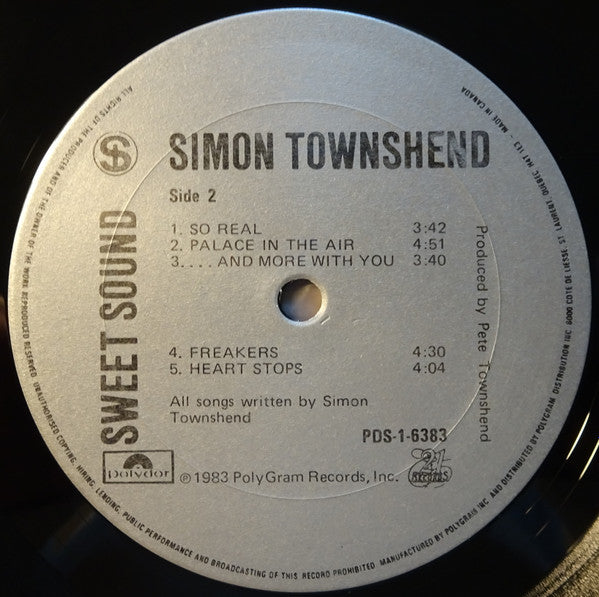 SIMON TOWNSHEND
Side 2
1. SO REAL 3:42
2. PALACE IN THE AIR 4:51
3. . . . AND MORE WITH YOU 3:40
4. FREAKERS 4:30
5. HEART STOPS 4:04
All songs written by Simon
Townshend
PDS-1-6383
℗ 1983 PolyGram Records, Inc.
polydor
21
RECORDS
SS
SWEET SOUND
Produced by Pete Townshend
ALL RIGHTS OF THE PRODUCER AND OF THE OWNER OF THE WORK REPRODUCED RESERVED. UNAUTHORISED COPYING, HIRING, LENDING, PUBLIC PERFORMANCE AND BROADCASTING OF THIS RECORD PROHIBITED. MANUFACTURED BY POLYGRAM INC. AND DISTRIBUTED BY POLYGRAM DISTRIBUTION INC. 6000 COTE DE LIESSE, ST. LAURENT, QUEBEC H4T 1E3 - MADE IN CANADA